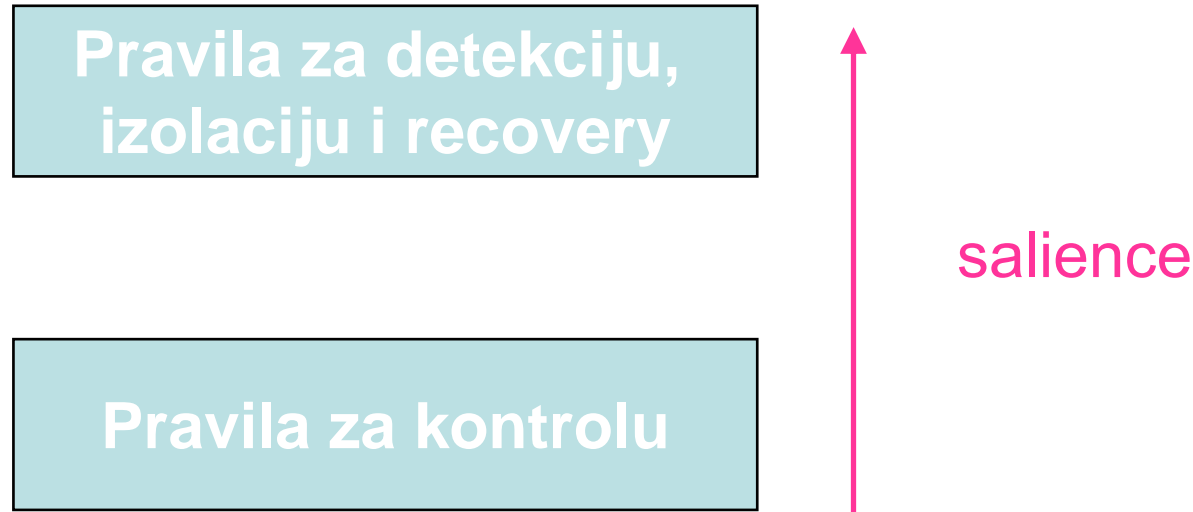 Pravila za detekciju,
izolaciju i recovery
salience
Pravila za kontrolu